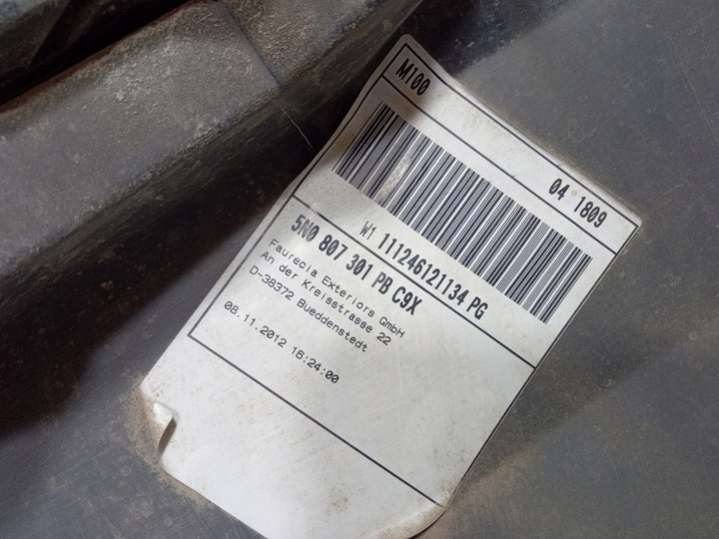 M100
04 1809
W1 111246121134 PG
5N0 807 301 PB C9X
Faurecia Exteriors GmbH
An der Kreisstrasse 22
D-38372 Bueddenstedt
08.11.2012 16:24:00